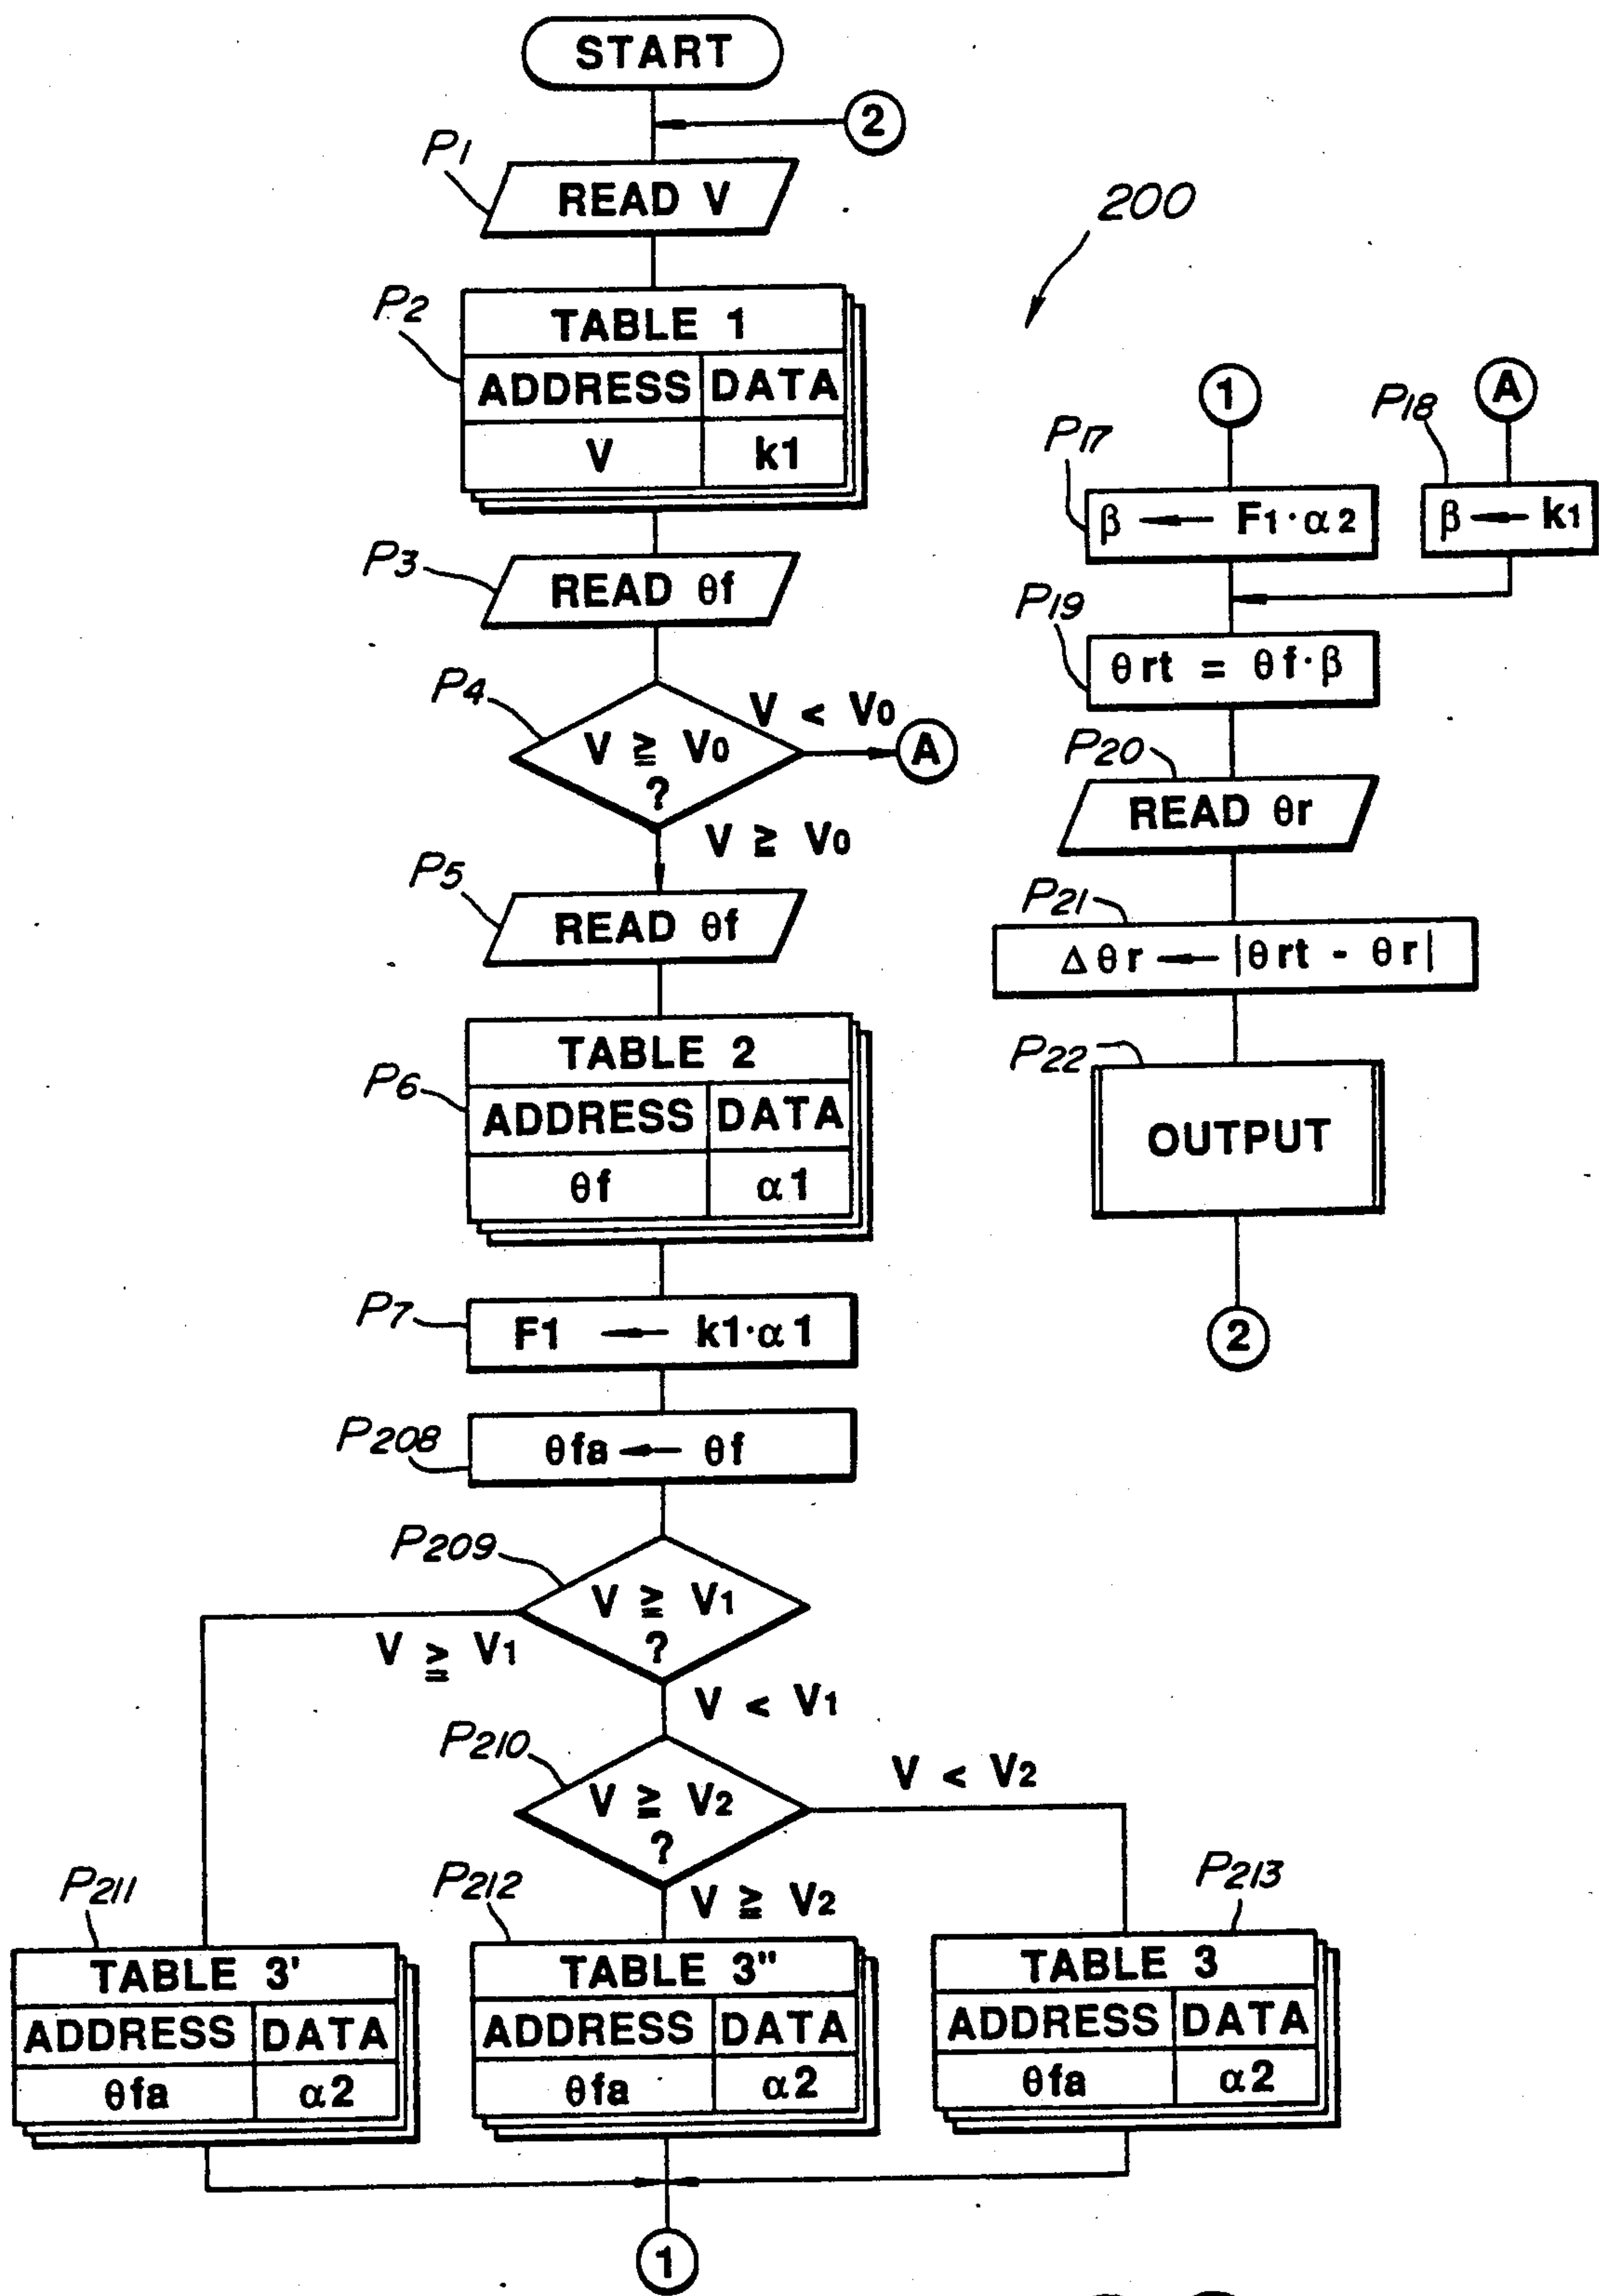 START
2
P1
READ V
200
P2
TABLE 1
ADDRESS DATA
V k1
P3
READ θf
P4
V ≧ V0
?
V < V0
A
V ≧ V0
P5
READ θf
P6
TABLE 2
ADDRESS DATA
θf α1
P7
F1 ← k1·α1
P208
θfa ← θf
P209
V ≧ V1
?
V ≧ V1
V < V1
P210
V ≧ V2
?
V < V2
V ≧ V2
P211
TABLE 3'
ADDRESS DATA
θfa α2
P212
TABLE 3"
ADDRESS DATA
θfa α2
P213
TABLE 3
ADDRESS DATA
θfa α2
1
1
P17
β ← F1·α2
A
P18
β ← k1
P19
θrt = θf·β
P20
READ θr
P21
Δθr ← |θrt - θr|
P22
OUTPUT
2